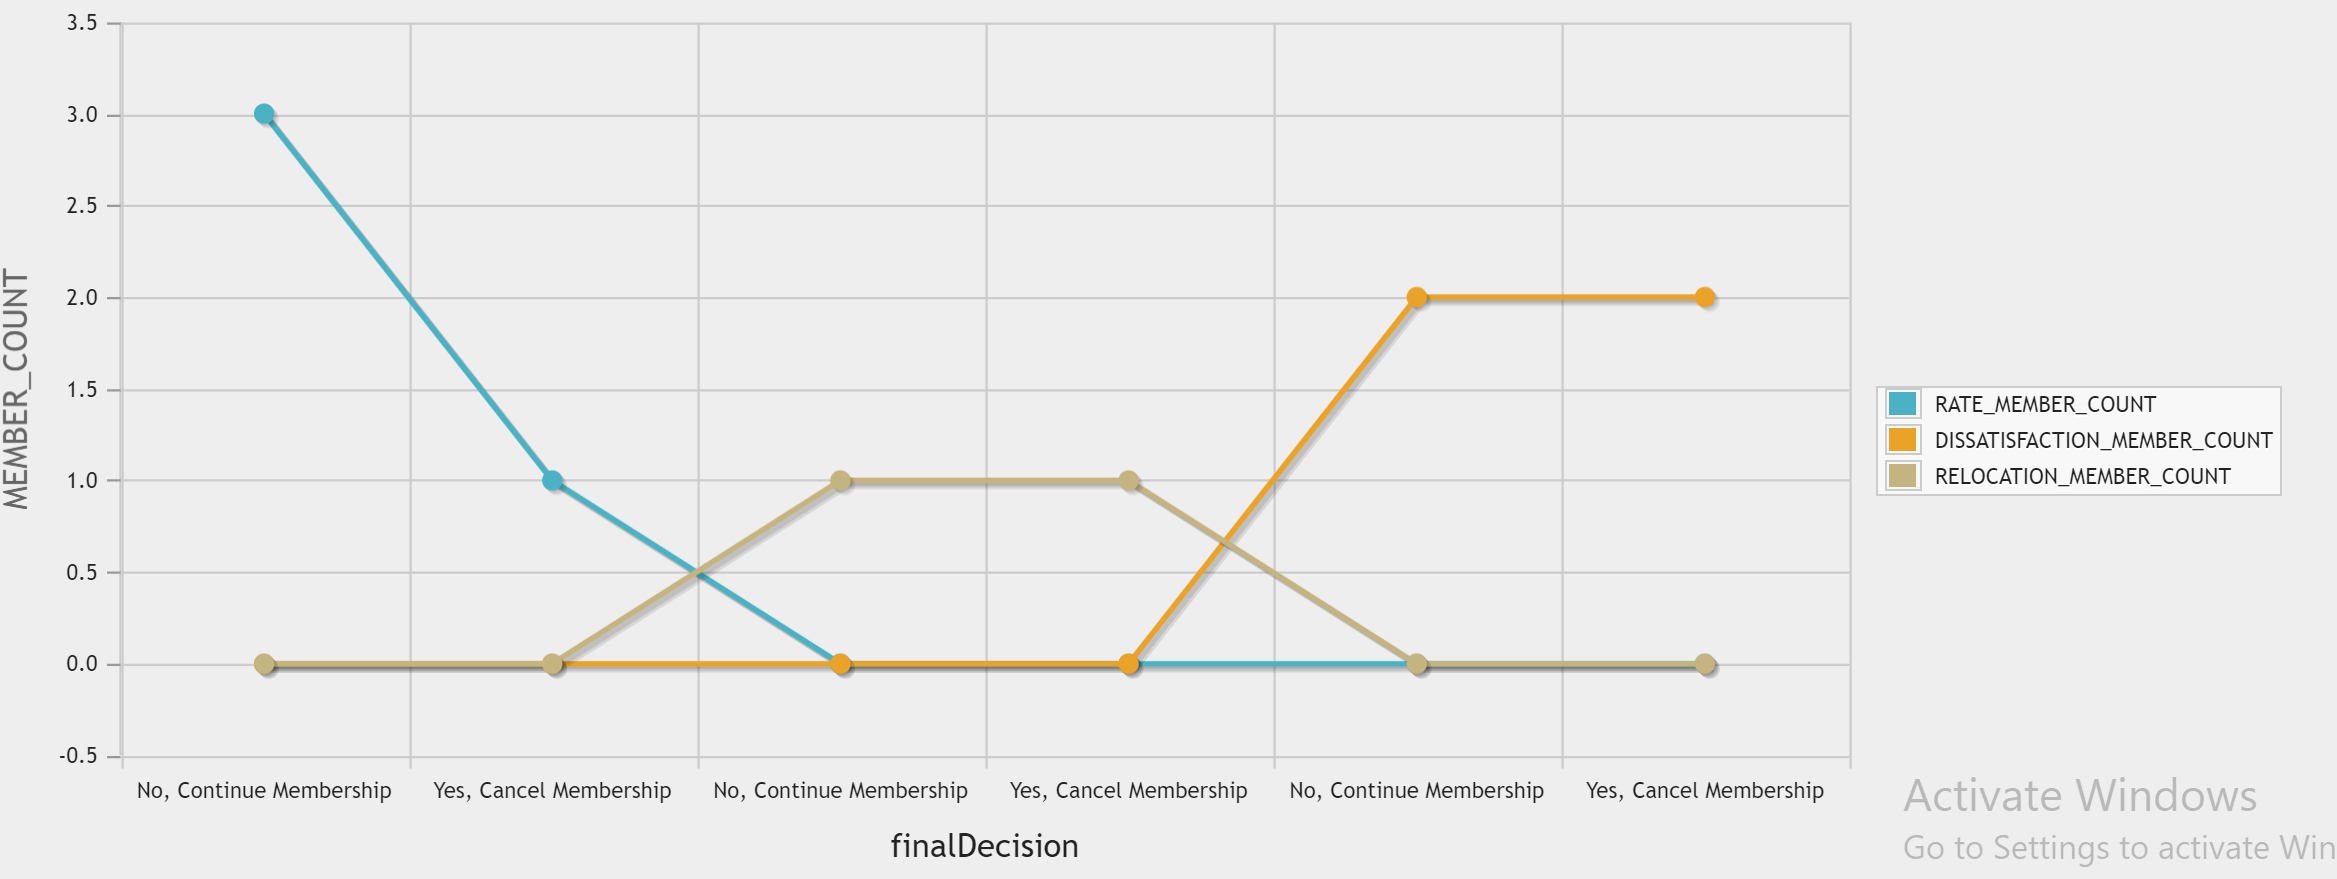 3.5
3.0
2.5
2.0
1.5
1.0
0.5
0.0
-0.5
MEMBER_COUNT
No, Continue Membership
Yes, Cancel Membership
No, Continue Membership
Yes, Cancel Membership
No, Continue Membership
Yes, Cancel Membership
finalDecision
RATE_MEMBER_COUNT
DISSATISFACTION_MEMBER_COUNT
RELOCATION_MEMBER_COUNT
Activate Windows
Go to Settings to activate Win